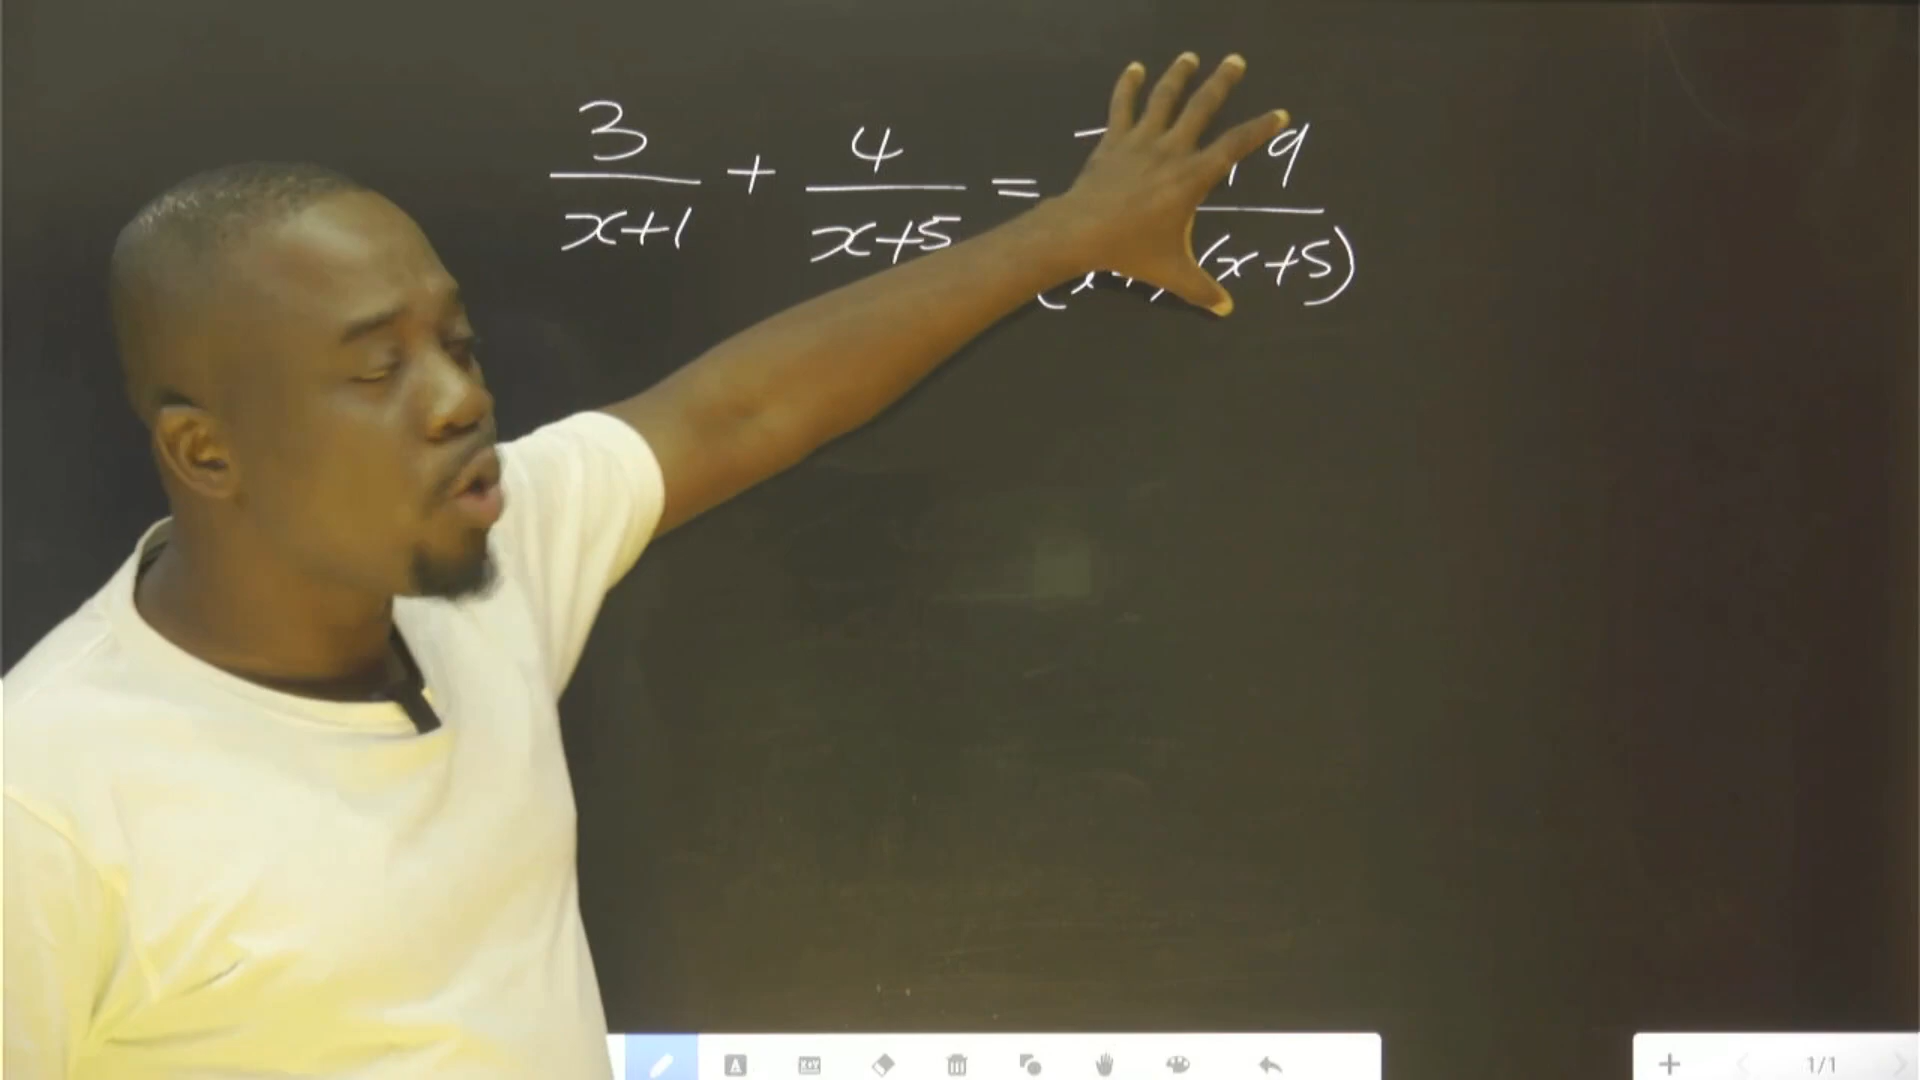 3/(x+1) + 4/(x+5) = 9/(x+5)
1/1